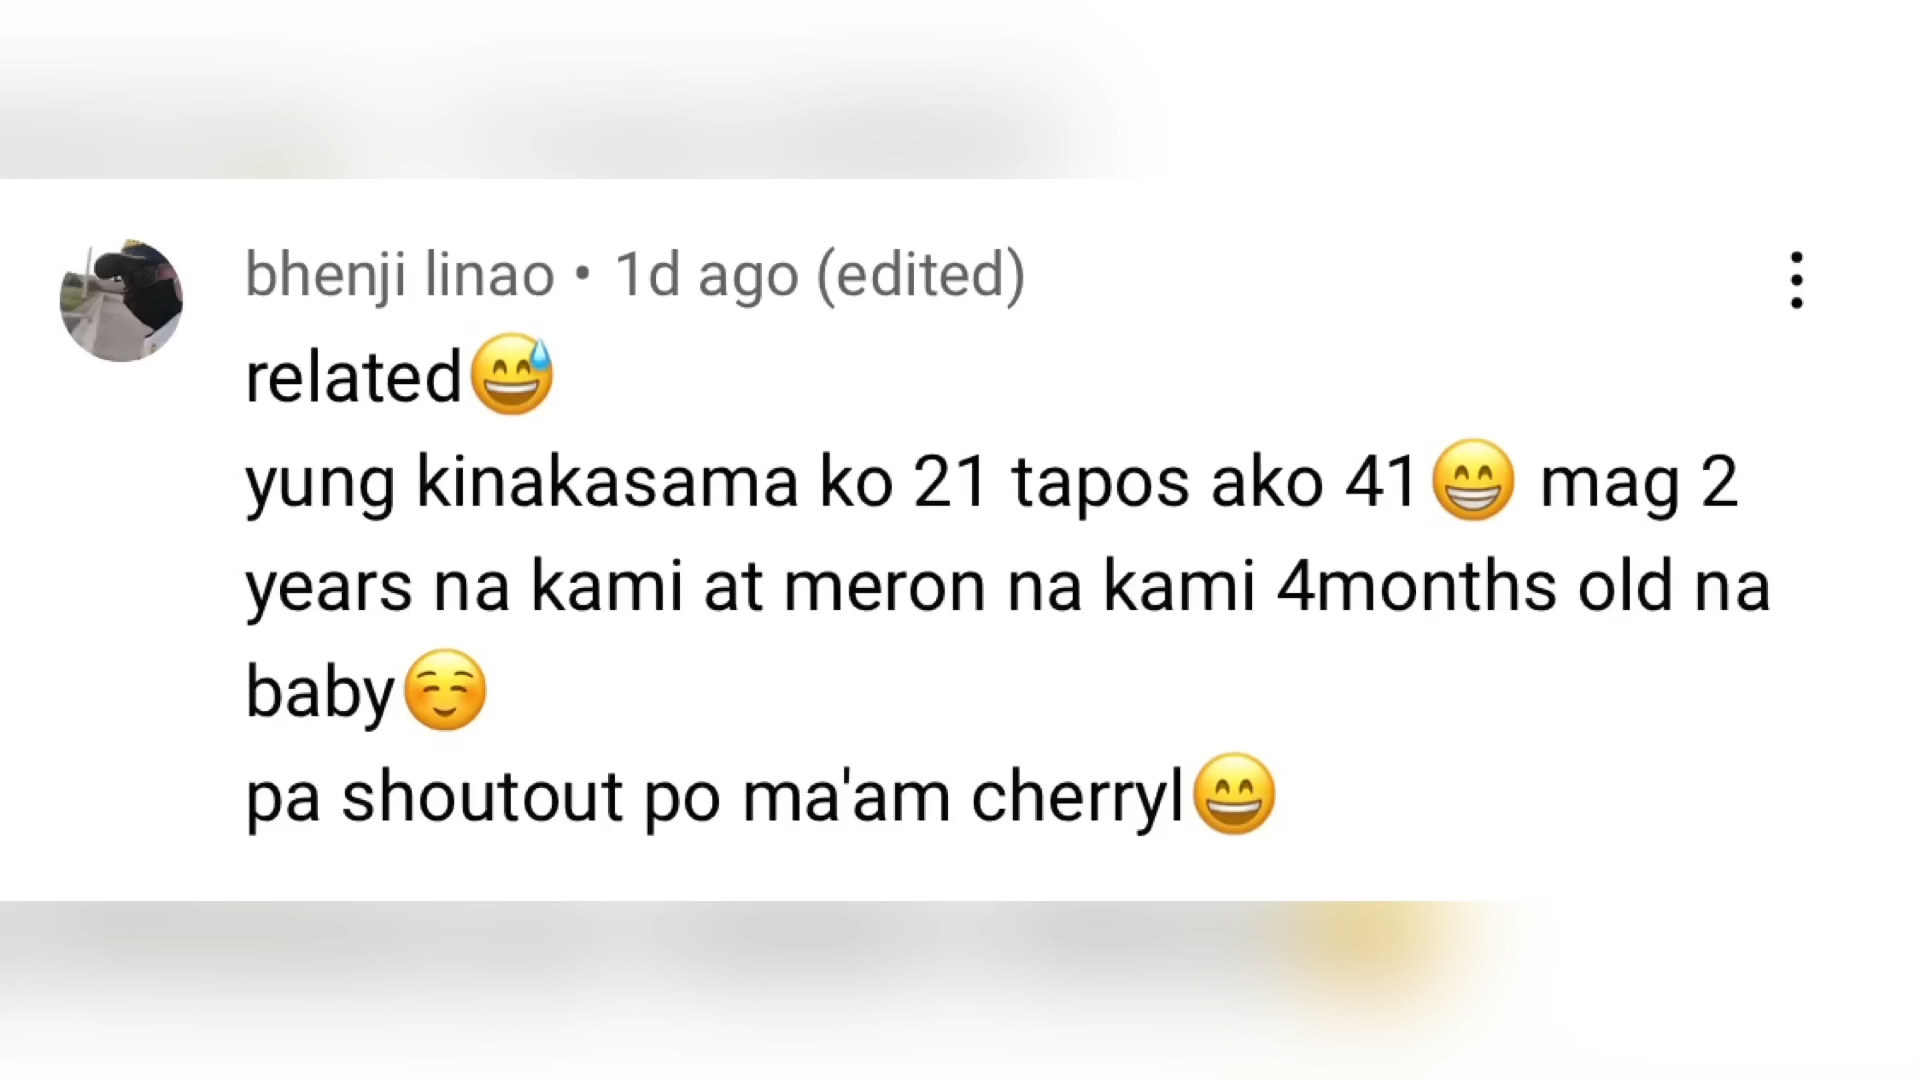 bhenji linao • 1d ago (edited)
related😅
yung kinakasama ko 21 tapos ako 41😁 mag 2
years na kami at meron na kami 4months old na
baby☺️
pa shoutout po ma'am cherryl😄